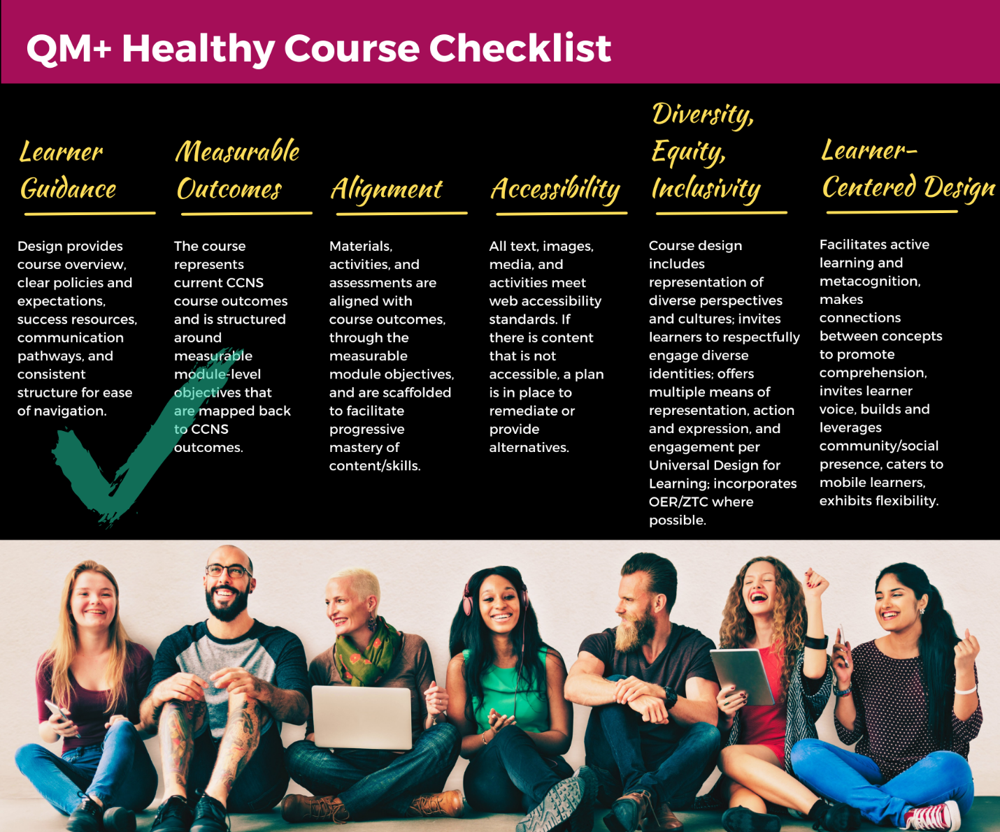 QM+ Healthy Course Checklist
Learner
Guidance
Design provides
course overview,
clear policies and
expectations,
success resources,
communication
pathways, and
consistent
structure for ease
of navigation.
Measurable
Outcomes
The course
represents
current CCNS
course outcomes
and is structured
around
measurable
module-level
objectives that
are mapped back
to CCNS
outcomes.
Alignment
Materials,
activities, and
assessments are
aligned with
course outcomes,
through the
measurable
module objectives,
and are scaffolded
to facilitate
progressive
mastery of
content/skills.
Accessibility
All text, images,
media, and
activities meet
web accessibility
standards. If
there is content
that is not
accessible, a plan
is in place to
remediate or
provide
alternatives.
Diversity,
Equity,
Inclusivity
Course design
includes
representation of
diverse perspectives
and cultures; invites
learners to respectfully
engage diverse
identities; offers
multiple means of
representation, action
and expression, and
engagement per
Universal Design for
Learning; incorporates
OER/ZTC where
possible.
Learner-
Centered Design
Facilitates active
learning and
metacognition,
makes
connections
between concepts
to promote
comprehension,
invites learner
voice, builds and
leverages
community/social
presence, caters to
mobile learners,
exhibits flexibility.